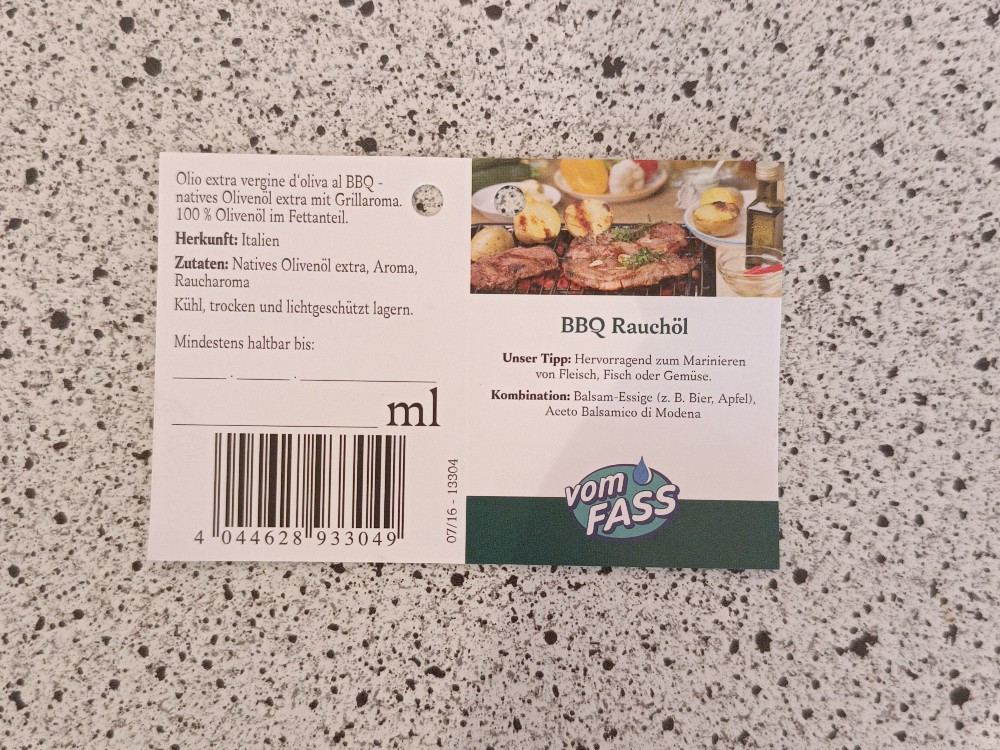 Olio extra vergine d'oliva al BBQ -
natives Olivenöl extra mit Grillaroma.
100 % Olivenöl im Fettanteil.
Herkunft: Italien
Zutaten: Natives Olivenöl extra, Aroma,
Raucharoma
Kühl, trocken und lichtgeschützt lagern.
Mindestens haltbar bis:
ml
4 044628 933049
07/16 - 13304
BBQ Rauchöl
Unser Tipp: Hervorragend zum Marinieren
von Fleisch, Fisch oder Gemüse.
Kombination: Balsam-Essige (z. B. Bier, Apfel),
Aceto Balsamico di Modena
vom
FASS